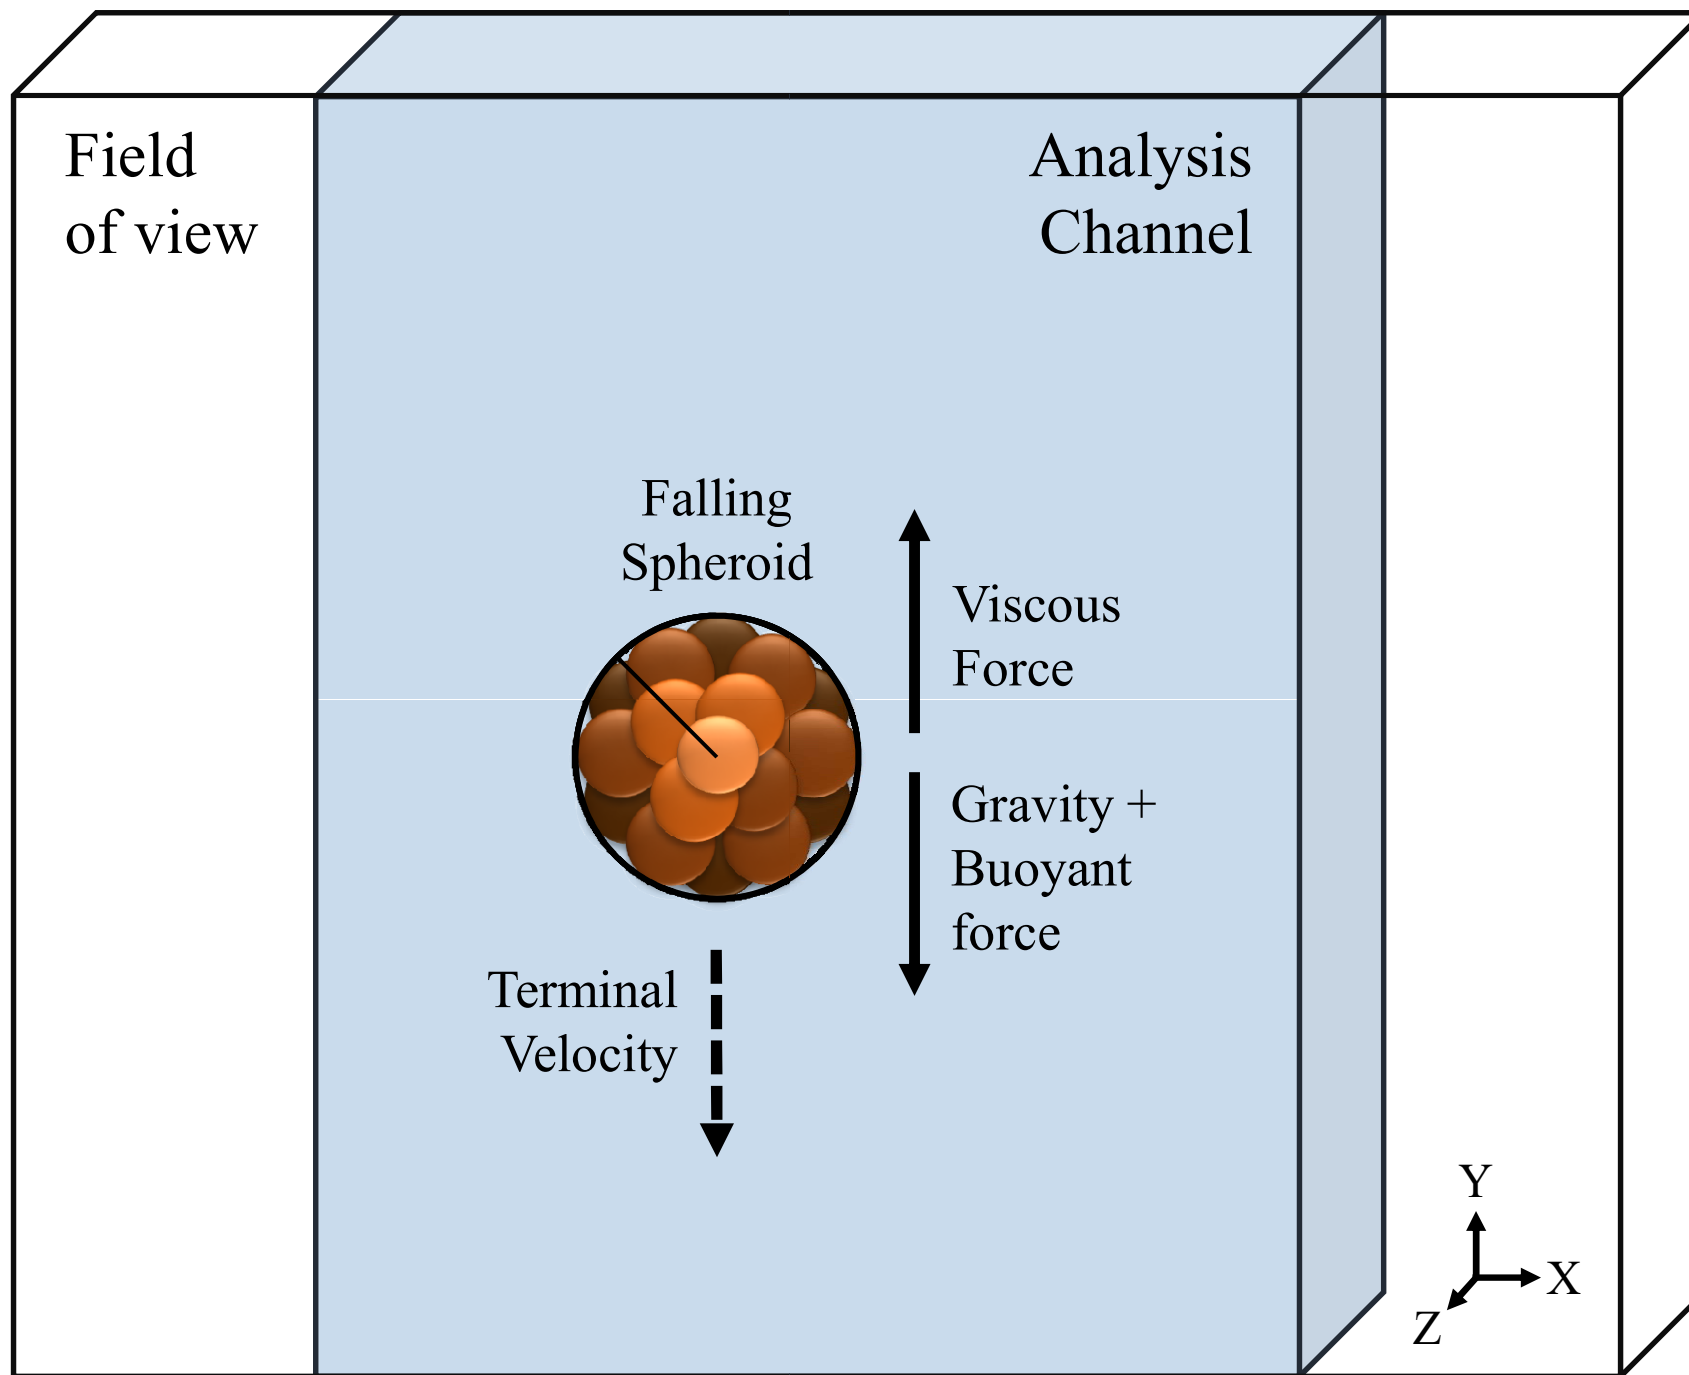 Field
of view
Analysis
Channel
Falling
Spheroid
Viscous
Force
Gravity +
Buoyant
force
Terminal
Velocity
Y
X
Z